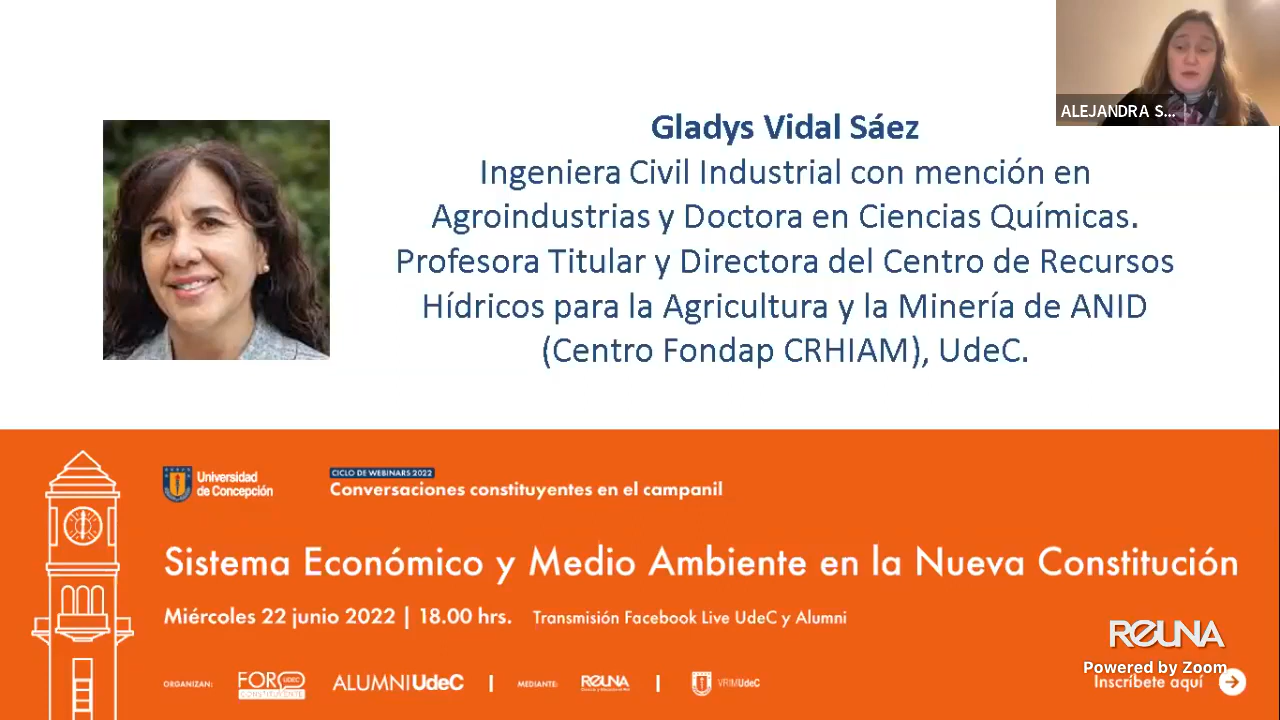 ALEJANDRA S...
Gladys Vidal Sáez
Ingeniera Civil Industrial con mención en
Agroindustrias y Doctora en Ciencias Químicas.
Profesora Titular y Directora del Centro de Recursos
Hídricos para la Agricultura y la Minería de ANID
(Centro Fondap CRHIAM), UdeC.
Universidad
de Concepción
CICLO DE WEBINARS 2022
Conversaciones constituyentes en el campanil
Sistema Económico y Medio Ambiente en la Nueva Constitución
Miércoles 22 junio 2022 | 18.00 hrs. Transmisión Facebook Live UdeC y Alumni
REUNA
Powered by Zoom
Inscríbete aquí
ORGANIZAN: FORO UDEC CONSTITUYENTE ALUMNI UdeC | MEDIANTE: REUNA | VRIM UdeC